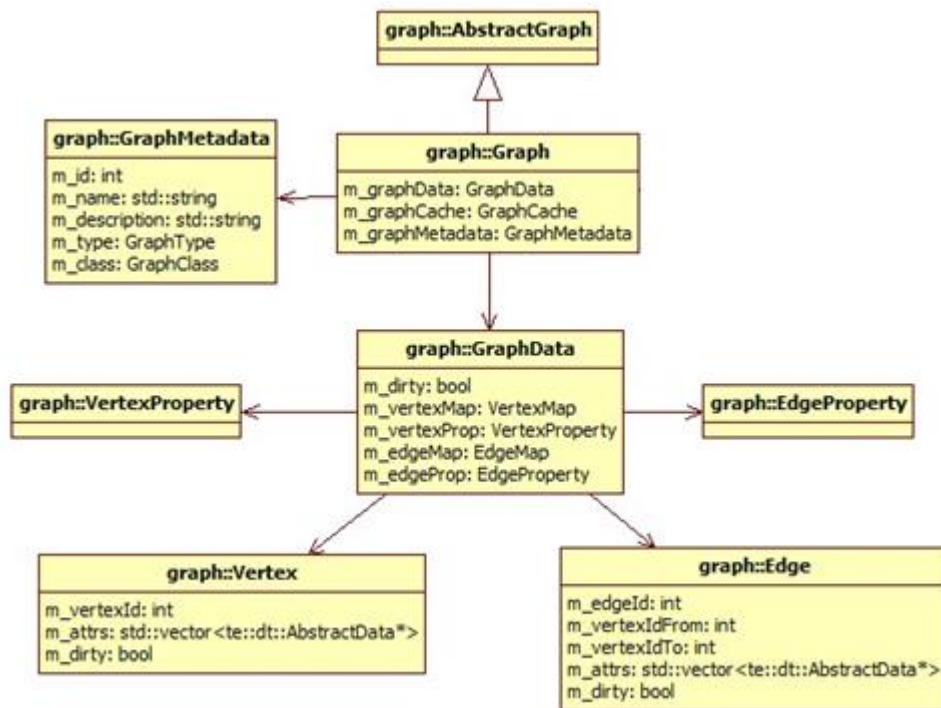 graph::AbstractGraph
graph::GraphMetadata
m_id: int
m_name: std::string
m_description: std::string
m_type: GraphType
m_class: GraphClass
graph::Graph
m_graphData: GraphData
m_graphCache: GraphCache
m_graphMetadata: GraphMetadata
graph::GraphData
m_dirty: bool
m_vertexMap: VertexMap
m_vertexProp: VertexProperty
m_edgeMap: EdgeMap
m_edgeProp: EdgeProperty
graph::VertexProperty
graph::EdgeProperty
graph::Vertex
m_vertexId: int
m_attrs: std::vector<te::dt::AbstractData*>
m_dirty: bool
graph::Edge
m_edgeId: int
m_vertexIdFrom: int
m_vertexIdTo: int
m_attrs: std::vector<te::dt::AbstractData*>
m_dirty: bool